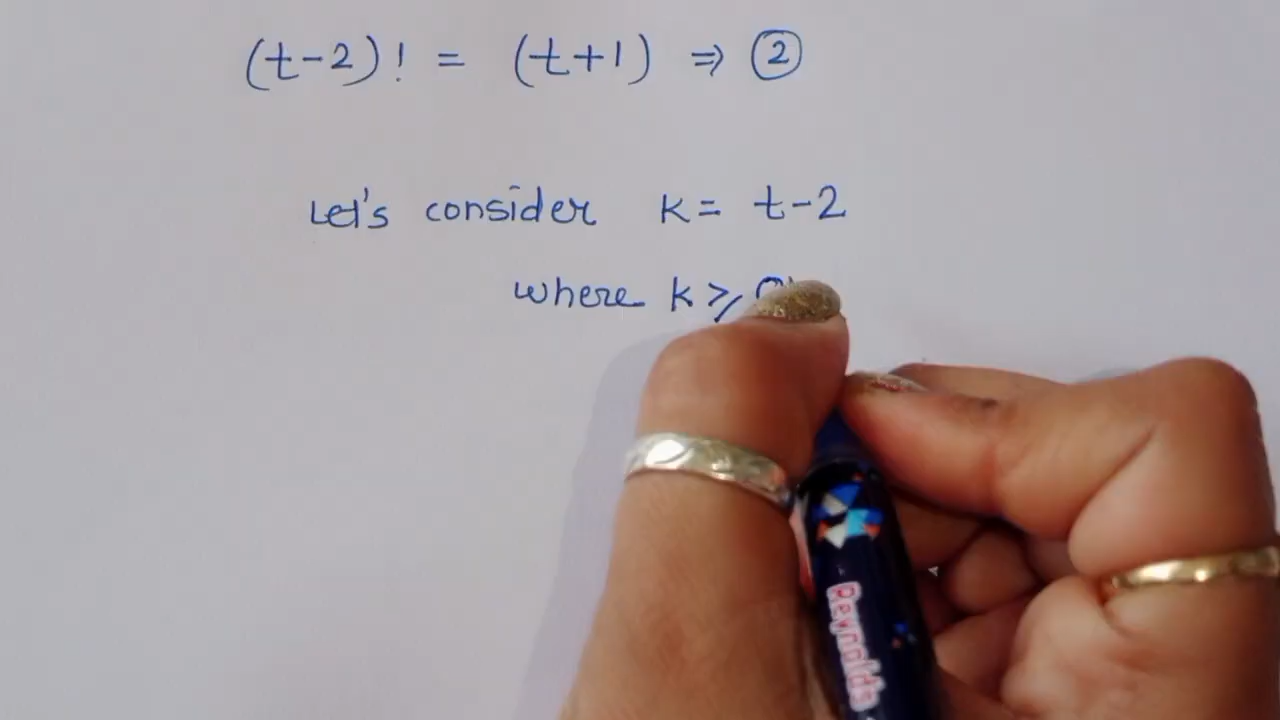 (t-2)! = (t+1) ⇒ ②
Let's consider k = t-2
where k ⩾
Reynolds